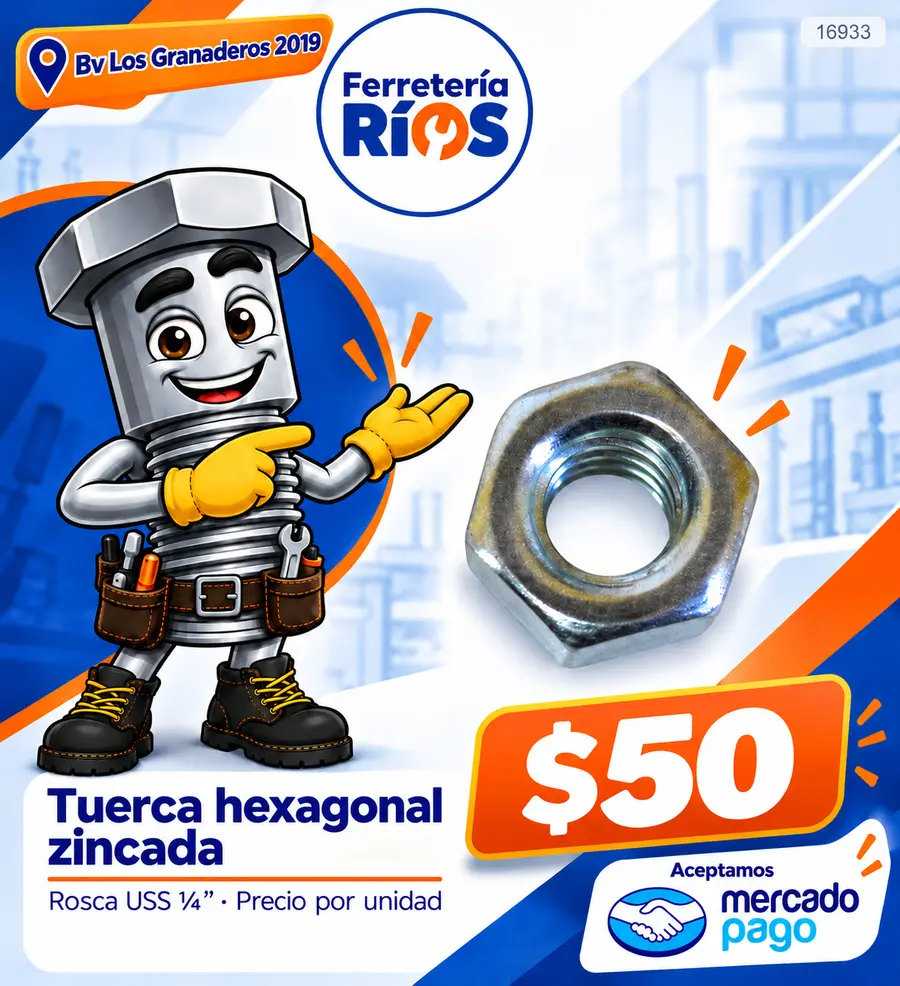 Bv Los Granaderos 2019
16933
Ferretería
Ríos
$50
Tuerca hexagonal
zincada
Rosca USS ¼” · Precio por unidad
Aceptamos
mercado
pago